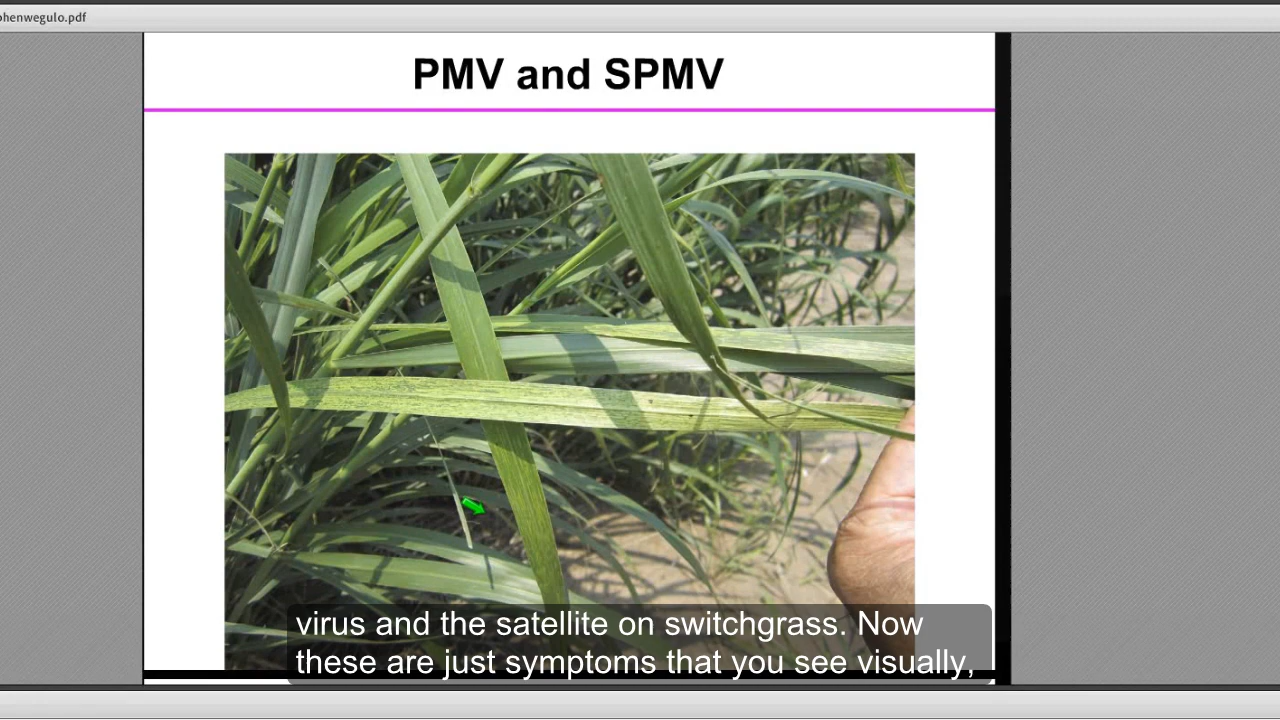 phenwegulo.pdf
PMV and SPMV
virus and the satellite on switchgrass. Now
these are just symptoms that you see visually,